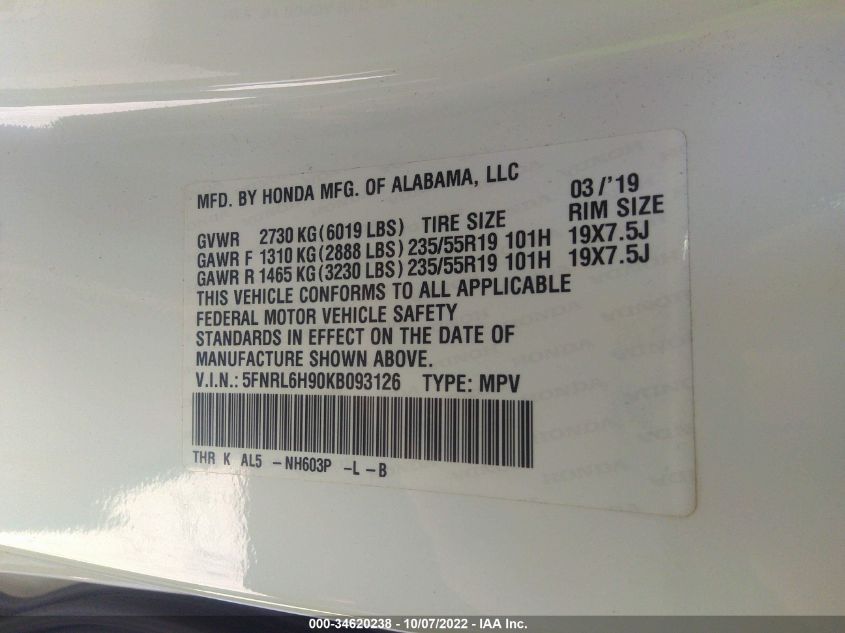 MFD. BY HONDA MFG. OF ALABAMA, LLC 03/'19
GVWR 2730 KG(6019 LBS) TIRE SIZE RIM SIZE
GAWR F 1310 KG(2888 LBS) 235/55R19 101H 19X7.5J
GAWR R 1465 KG(3230 LBS) 235/55R19 101H 19X7.5J
THIS VEHICLE CONFORMS TO ALL APPLICABLE
FEDERAL MOTOR VEHICLE SAFETY
STANDARDS IN EFFECT ON THE DATE OF
MANUFACTURE SHOWN ABOVE.
V.I.N.: 5FNRL6H90KB093126 TYPE: MPV
THR K AL5 -NH603P -L -B
000-34620238 - 10/07/2022 - IAA Inc.